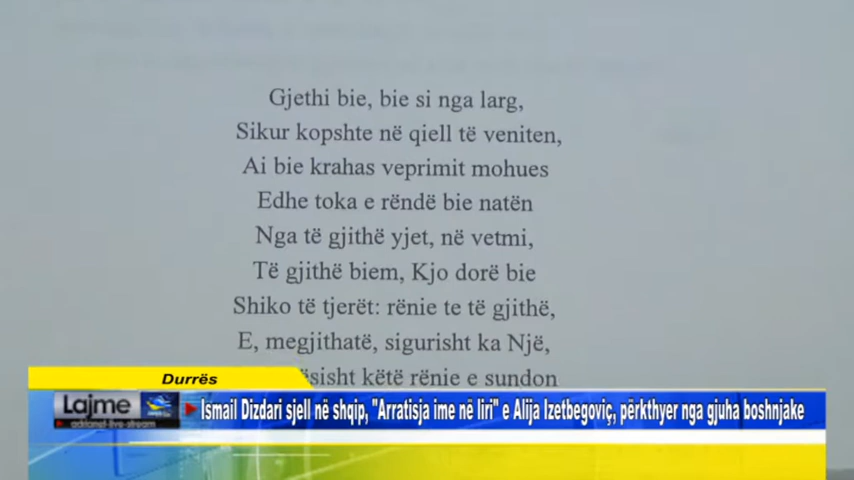 Gjethi bie, bie si nga larg,
Sikur kopshte në qiell të veniten,
Ai bie krahas veprimit mohues
Edhe toka e rëndë bie natën
Nga të gjithë yjet, në vetmi,
Të gjithë biem, Kjo dorë bie
Shiko të tjerët: rënie te të gjithë,
E, megjithatë, sigurisht ka Një,
këtë rënie e sundon
Durrës
Lajme
adrianet-live-stream
Ismail Dizdari sjell në shqip, "Arratisja ime në liri" e Alija Izetbegoviç, përkthyer nga gjuha boshnjake